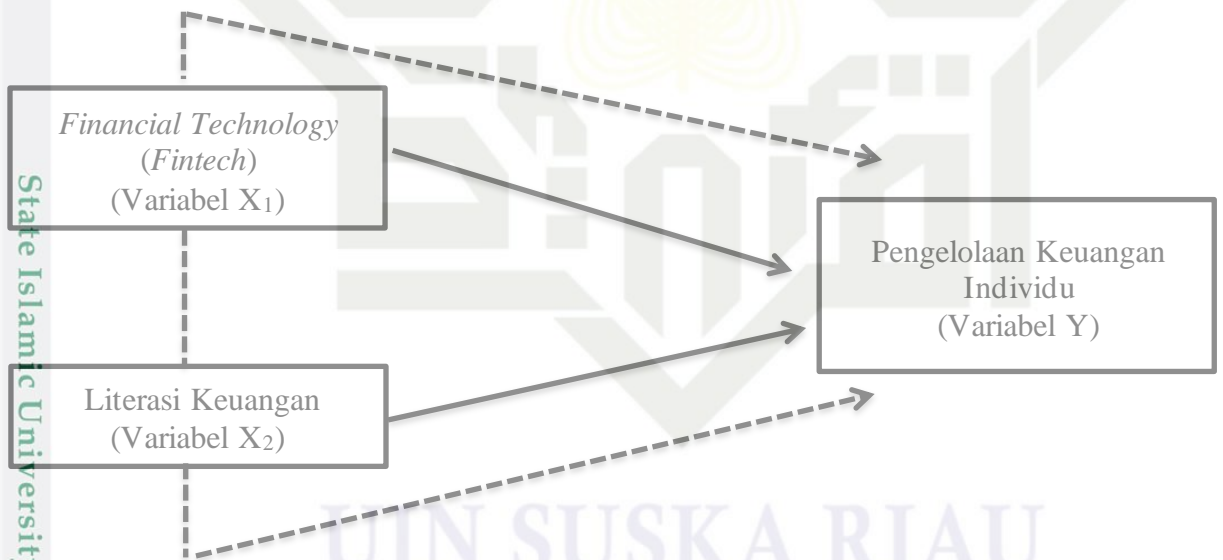 Financial Technology
(Fintech)
(Variabel X₁)
Pengelolaan Keuangan
Individu
(Variabel Y)
Literasi Keuangan
(Variabel X₂)
State Islamic Universit
UIN SUSKA RIAU